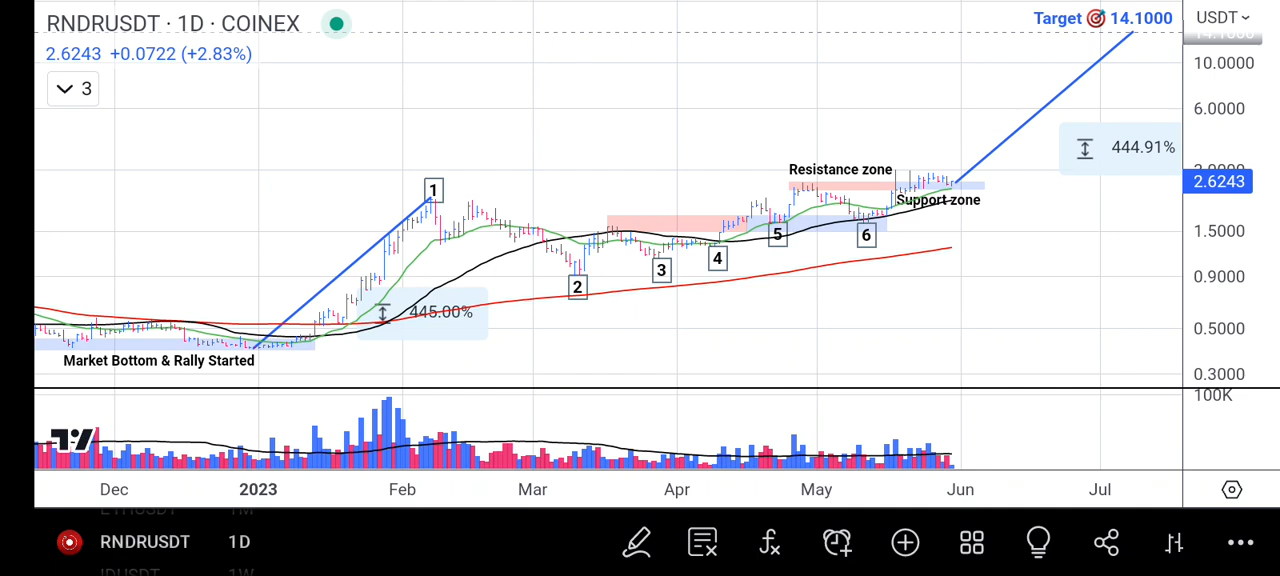 RNDRUSDT · 1D · COINEX
Target 🎯 14.1000
USDT
2.6243 +0.0722 (+2.83%)
14.1000
10.0000
3
6.0000
444.91%
Resistance zone
2.6243
1
Support zone
1.5000
5
6
4
3
0.9000
2
445.00%
0.5000
Market Bottom & Rally Started
0.3000
100K
Dec
2023
Feb
Mar
Apr
May
Jun
Jul
RNDRUSDT 1D